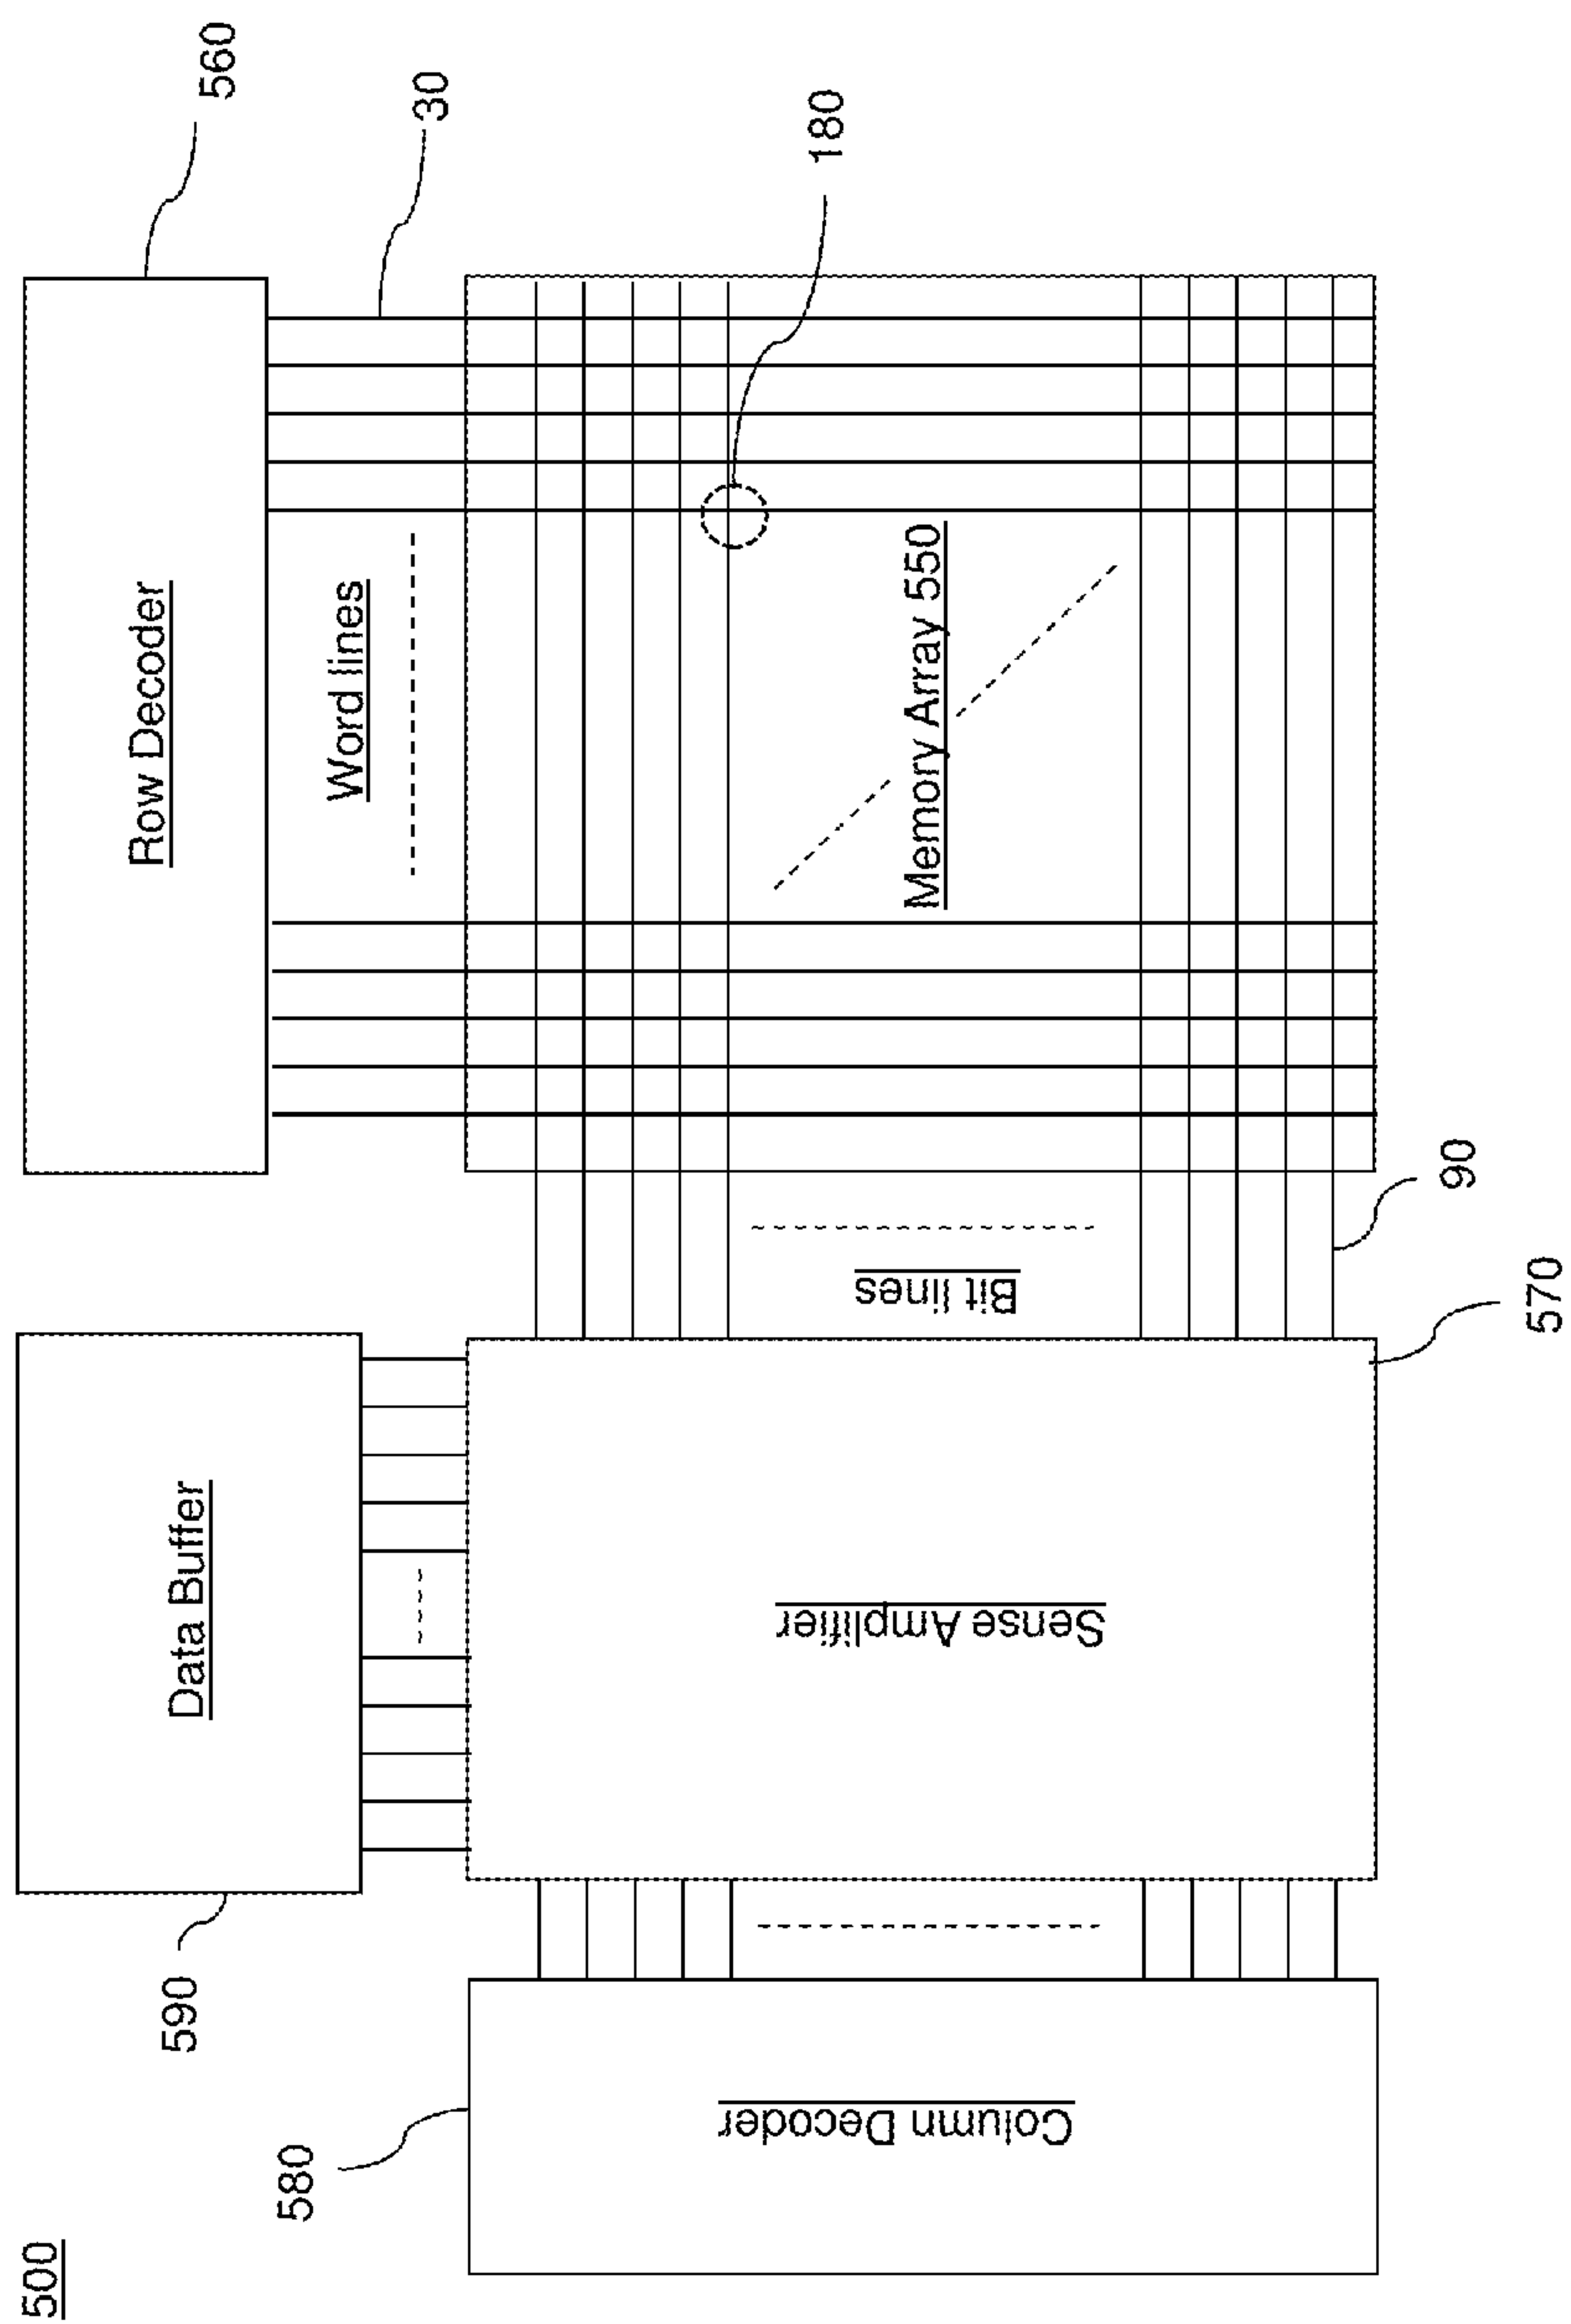 500
580
Column Decoder
590
Data Buffer
Sense Amplifier
570
Bit lines
90
Row Decoder
560
Word lines
30
Memory Array 550
180